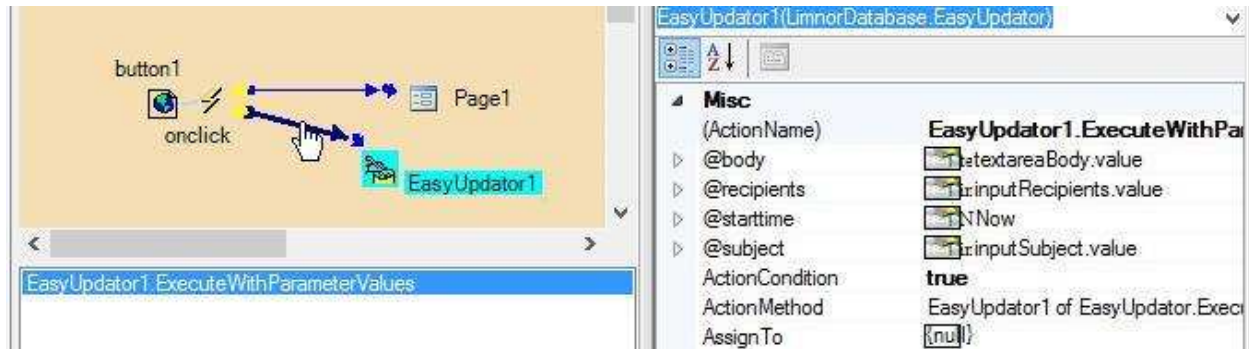 button1
onclick
Page1
EasyUpdator1
EasyUpdator1.ExecuteWithParameterValues
EasyUpdator1(LimnorDatabase.EasyUpdator)
Misc
(ActionName) EasyUpdator1.ExecuteWithPa
@body textareaBody.value
@recipients inputRecipients.value
@starttime Now
@subject inputSubject.value
ActionCondition true
ActionMethod EasyUpdator1 of EasyUpdator.Exec
AssignTo {null}